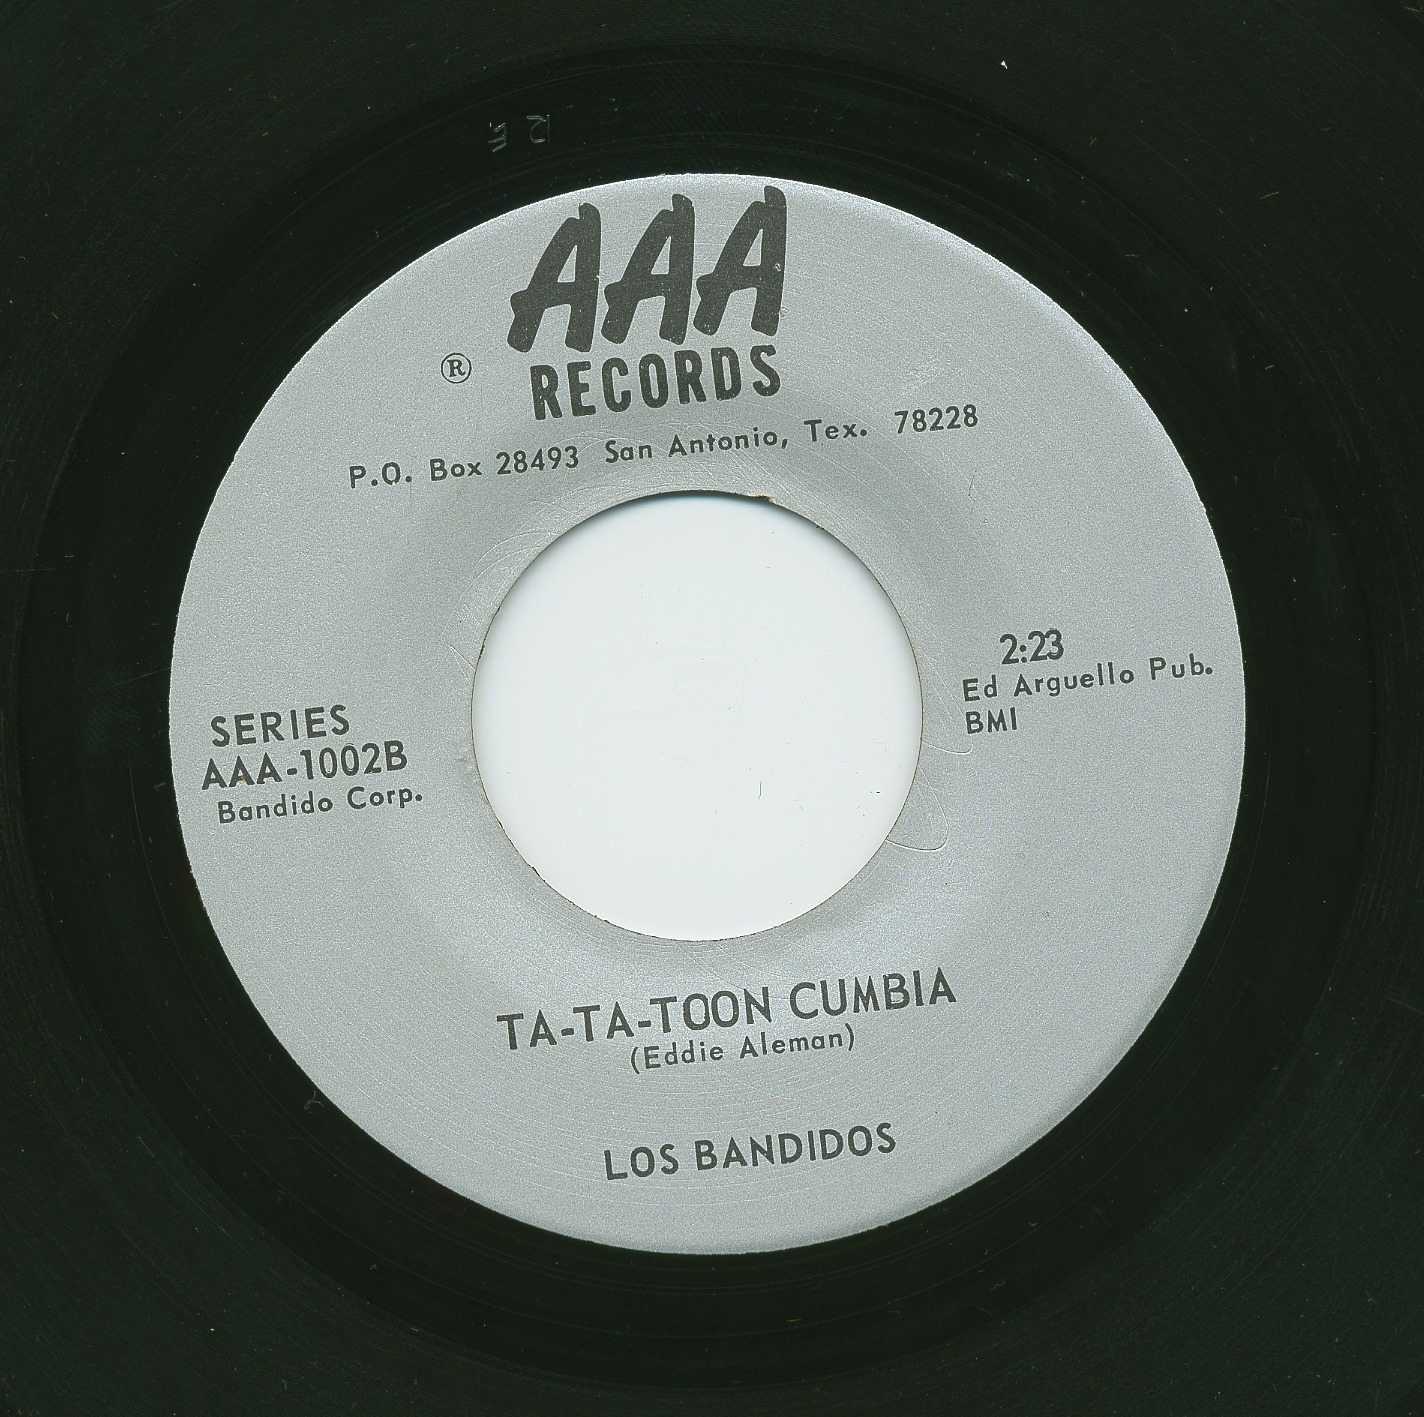 AAA
® RECORDS
P.O. Box 28493 San Antonio, Tex. 78228
2:23
Ed Arguello Pub.
BMI
SERIES
AAA-1002B
Bandido Corp.
TA-TA-TOON CUMBIA
(Eddie Aleman)
LOS BANDIDOS